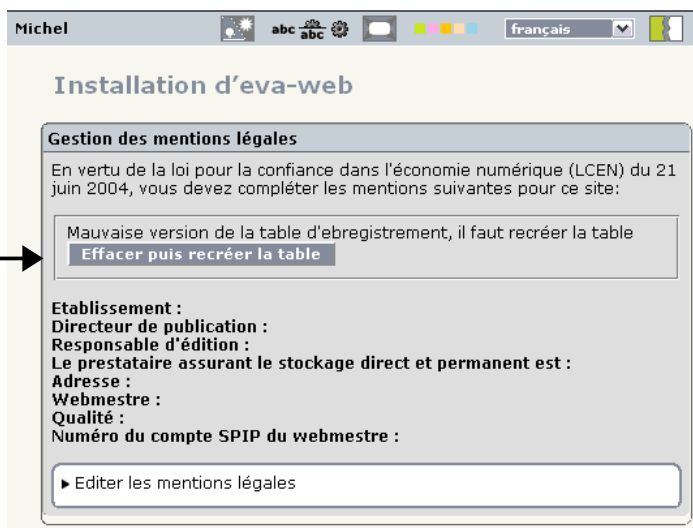 Michel
abc abc abc
français
Installation d'eva-web
Gestion des mentions légales
En vertu de la loi pour la confiance dans l'économie numérique (LCEN) du 21
juin 2004, vous devez compléter les mentions suivantes pour ce site:
Mauvaise version de la table d'ebregistrement, il faut recréer la table
Effacer puis recréer la table
Etablissement :
Directeur de publication :
Responsable d'édition :
Le prestataire assurant le stockage direct et permanent est :
Adresse :
Webmestre :
Qualité :
Numéro du compte SPIP du webmestre :
Editer les mentions légales